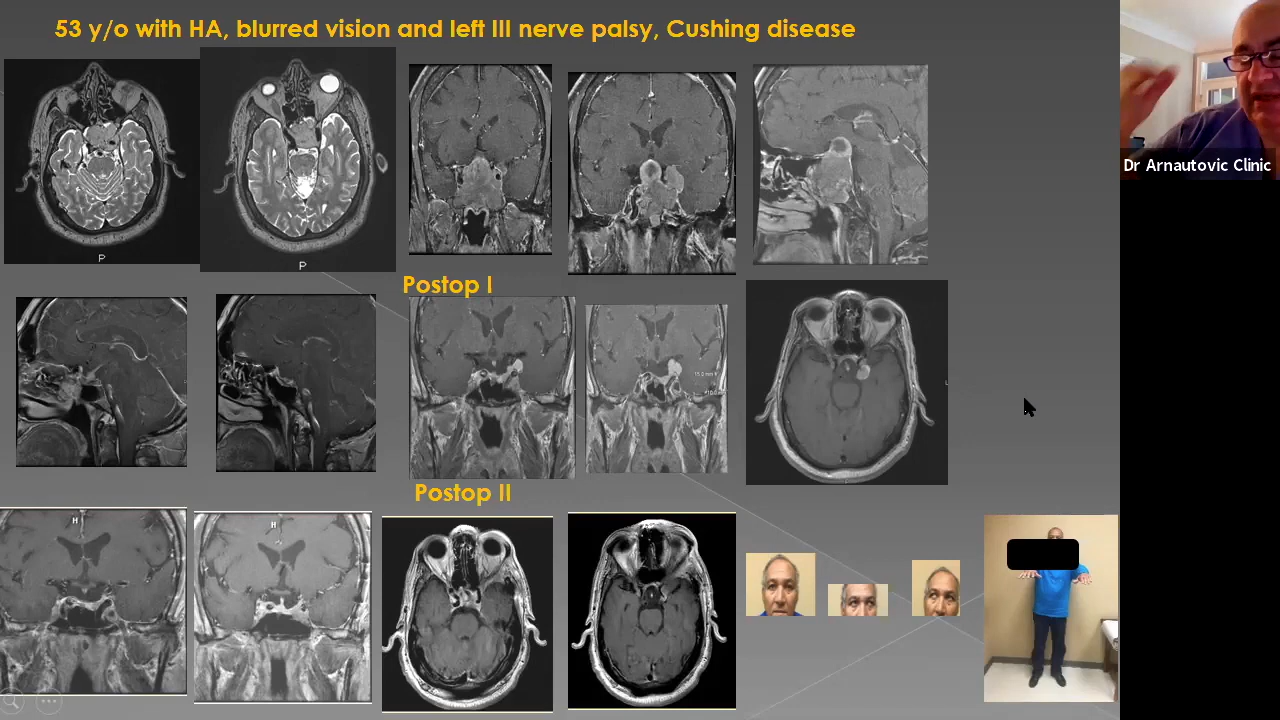 53 y/o with HA, blurred vision and left III nerve palsy, Cushing disease
Dr Arnautovic Clinic
P
P
Postop I
Postop II
H
H